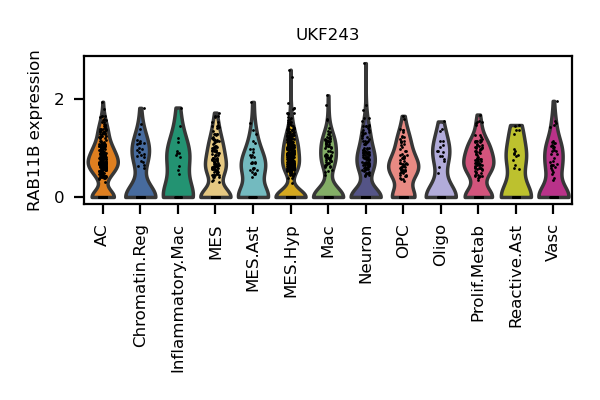 UKF243
RAB11B expression
2
0
AC
Chromatin.Reg
Inflammatory.Mac
MES
MES.Ast
MES.Hyp
Mac
Neuron
OPC
Oligo
Prolif.Metab
Reactive.Ast
Vasc